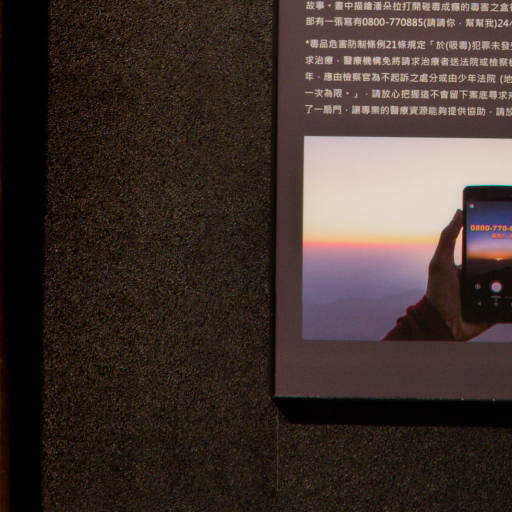 故事。畫中描繪潘朵拉打開碰毒成癮的毒害之盒
部有一張寫有0800-770885(請請你,幫幫我)24
*毒品危害防制條例21條規定「於(吸毒)犯罪未發
求治療,醫療機構免將請求治療者送法院或檢察
年,應由檢察官為不起訴之處分或由少年法院 (地
一次為限。」,請放心把握這不會留下案底尋求
了一扇門,讓專業的醫療資源能夠提供協助,請放
0800-770-